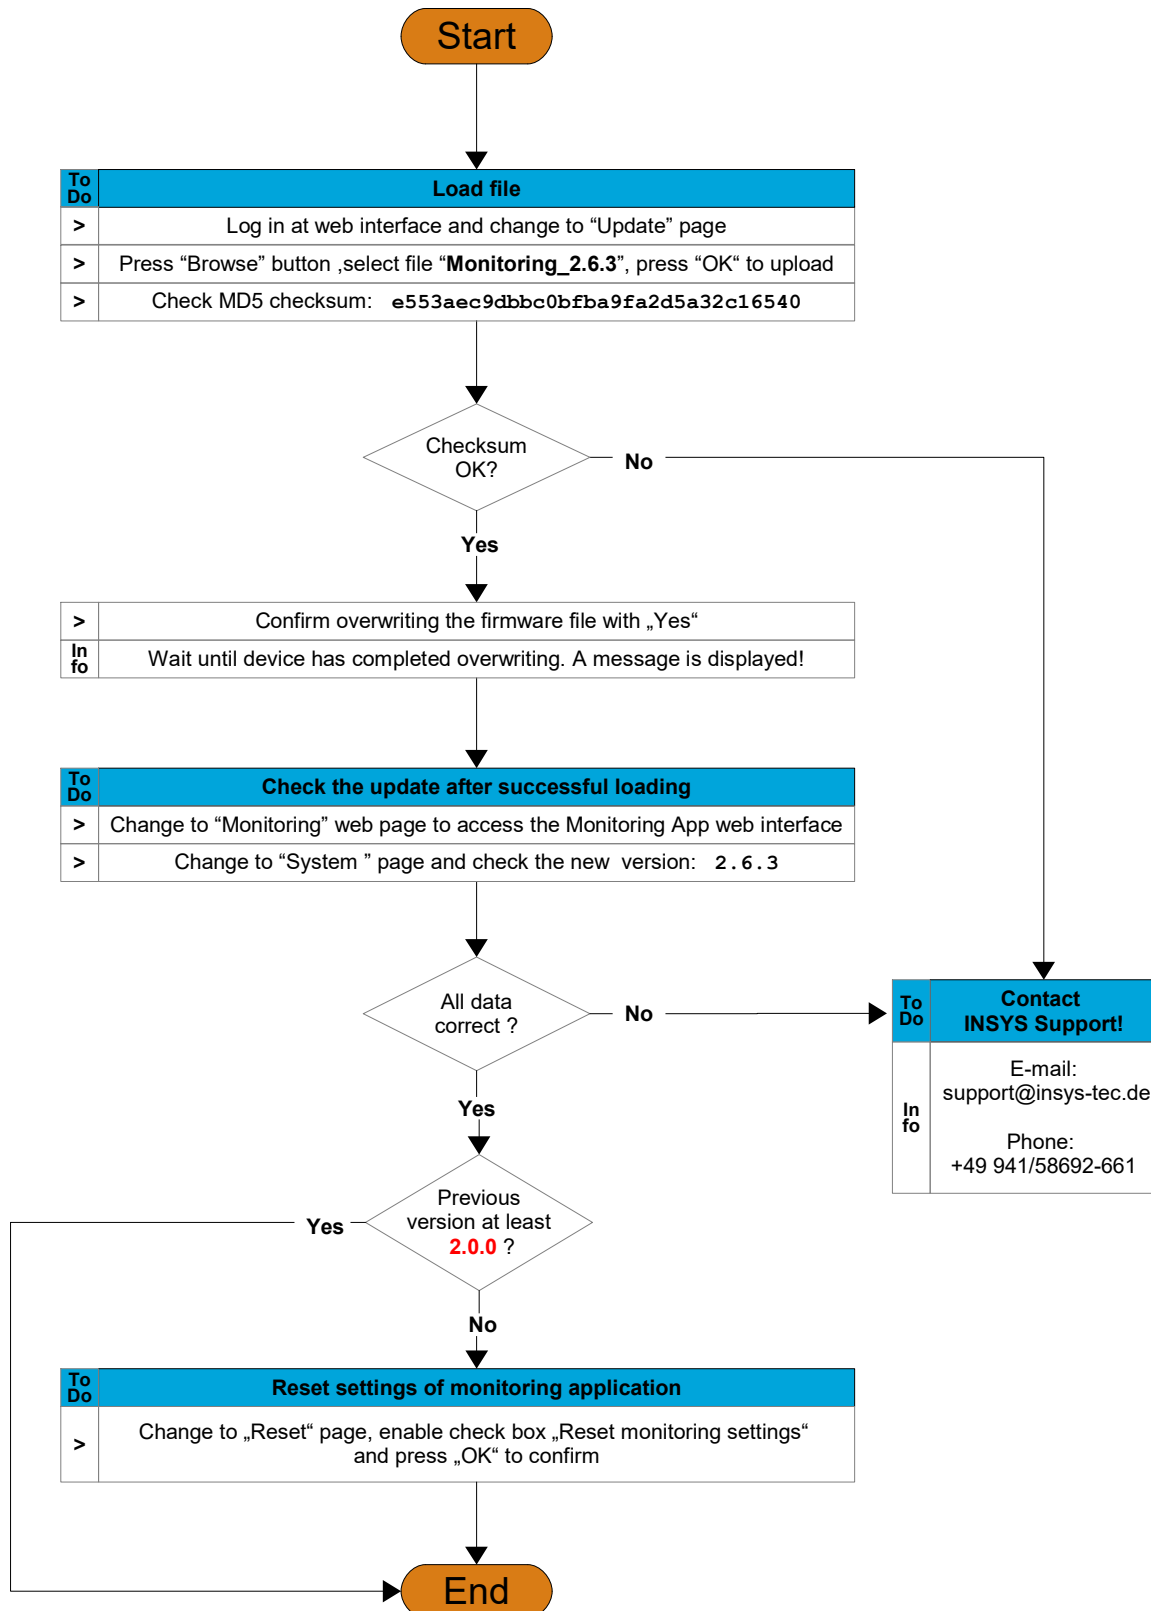 Start
To
Do
Load file
>
Log in at web interface and change to “Update” page
>
Press “Browse” button ,select file “Monitoring_2.6.3”, press “OK“ to upload
>
Check MD5 checksum: e553aec9dbbc0bfba9fa2d5a32c16540
Checksum
OK?
No
Yes
>
Confirm overwriting the firmware file with „Yes“
In
fo
Wait until device has completed overwriting. A message is displayed!
To
Do
Check the update after successful loading
>
Change to “Monitoring” web page to access the Monitoring App web interface
>
Change to “System ” page and check the new version: 2.6.3
All data
correct ?
No
To
Do
Contact
INSYS Support!
In
fo
E-mail:
support@insys-tec.de
Phone:
+49 941/58692-661
Yes
Previous
version at least
2.0.0 ?
Yes
No
To
Do
Reset settings of monitoring application
>
Change to „Reset“ page, enable check box „Reset monitoring settings“
and press „OK“ to confirm
End